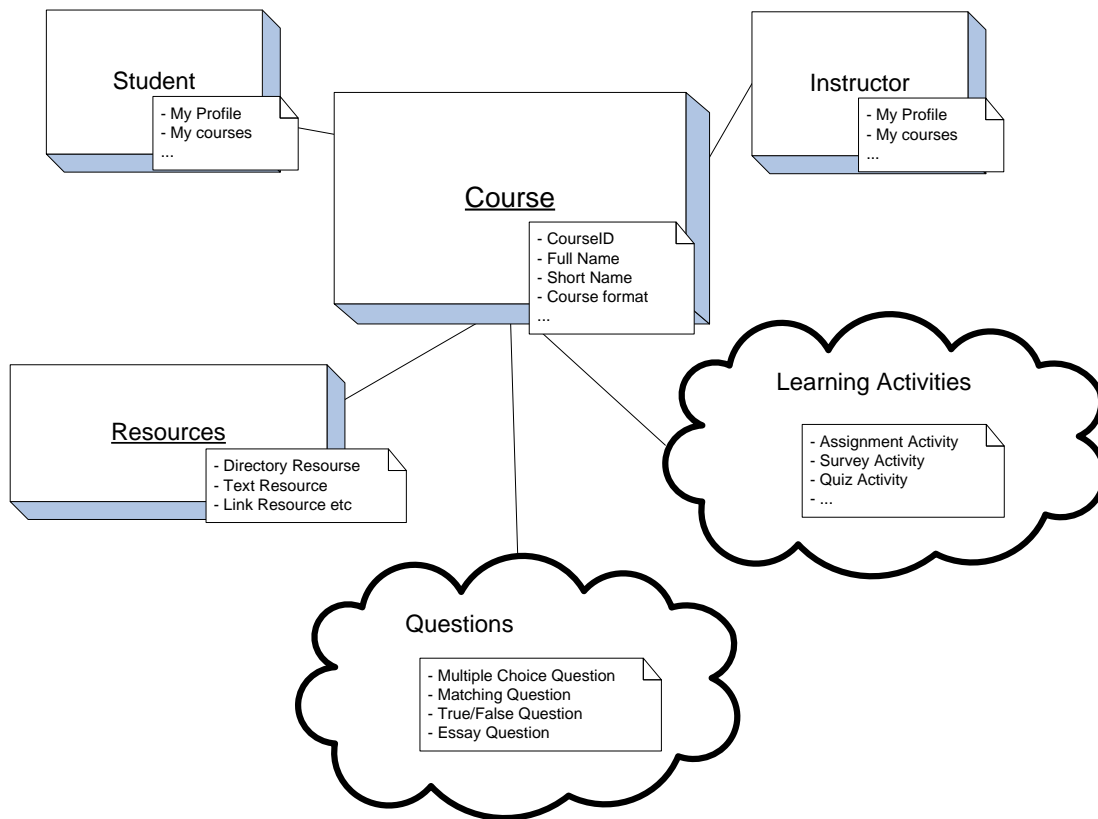 Student
- My Profile
- My courses
...
Instructor
- My Profile
- My courses
...
Course
- CourseID
- Full Name
- Short Name
- Course format
...
Resources
- Directory Resourse
- Text Resource
- Link Resource etc
Learning Activities
- Assignment Activity
- Survey Activity
- Quiz Activity
- ...
Questions
- Multiple Choice Question
- Matching Question
- True/False Question
- Essay Question